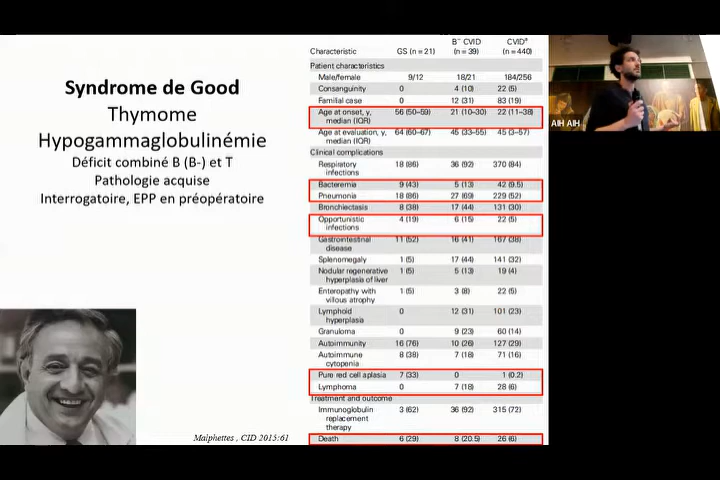 Syndrome de Good
Thymome
Hypogammaglobulinémie
Déficit combiné B (B-) et T
Pathologie acquise
Interrogatoire, EPP en préopératoire
Characteristic GS (n = 21) B⁻ CVID (n = 39) CVIDᵃ (n = 440)
Patient characteristics
Male/female 9/12 18/21 184/256
Consanguinity 0 4 (10) 22 (5)
Familial case 0 12 (31) 83 (19)
Age at onset, y, median (IQR) 56 (50–59) 21 (10–30) 22 (11–38)
Age at evaluation, y, median (IQR) 64 (60–67) 45 (33–55) 45 (3–57)
Clinical complications
Respiratory infections 18 (86) 36 (92) 370 (84)
Bacteremia 9 (43) 5 (13) 42 (9.5)
Pneumonia 18 (86) 27 (69) 229 (52)
Bronchiectasis 8 (38) 17 (44) 131 (30)
Opportunistic infections 4 (19) 6 (15) 22 (5)
Gastrointestinal disease 11 (52) 16 (41) 167 (38)
Splenomegaly 1 (5) 17 (44) 141 (32)
Nodular regenerative hyperplasia of liver 1 (5) 5 (13) 19 (4)
Enteropathy with villous atrophy 1 (5) 3 (8) 22 (5)
Lymphoid hyperplasia 0 12 (31) 101 (23)
Granuloma 0 9 (23) 60 (14)
Autoimmunity 16 (76) 10 (26) 127 (29)
Autoimmune cytopenia 8 (38) 7 (18) 71 (16)
Pure red cell aplasia 7 (33) 0 1 (0.2)
Lymphoma 0 7 (18) 28 (6)
Treatment and outcome
Immunoglobulin replacement therapy 3 (62) 36 (92) 315 (72)
Death 6 (29) 8 (20.5) 26 (6)
Malphettes , CID 2015:61
AIH AIH